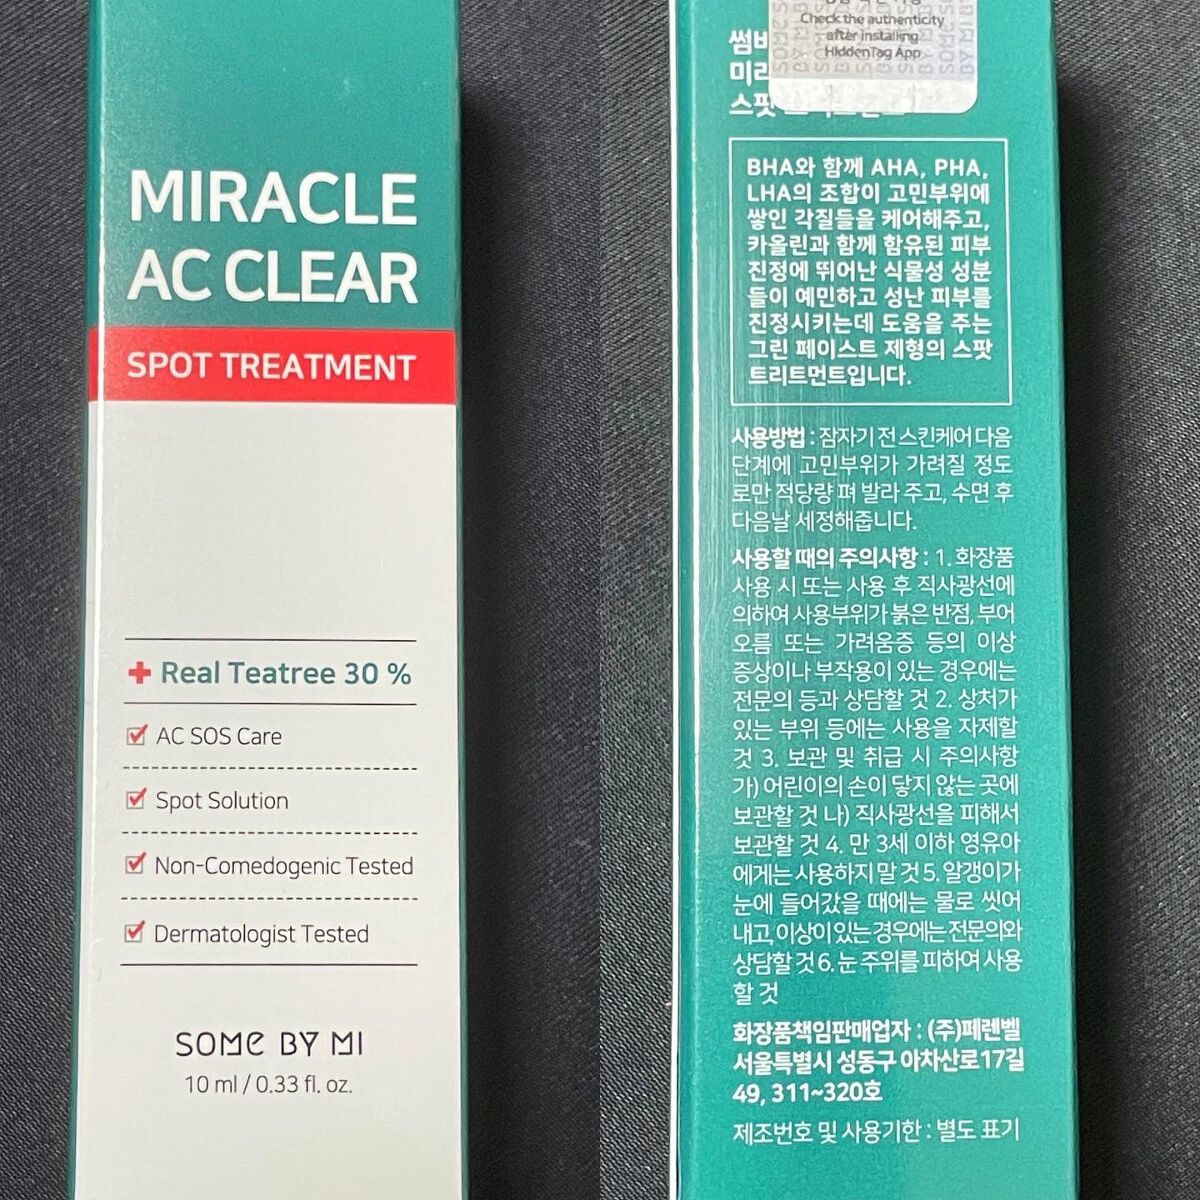 MIRACLE
AC CLEAR
SPOT TREATMENT
Real Teatree 30 %
AC SOS Care
Spot Solution
Non-Comedogenic Tested
Dermatologist Tested
SOME BY MI
10 ml / 0.33 fl. oz.
Check the authenticity
after installing
HiddenTag App
SOME
BY MI
BHA와 함께 AHA, PHA,
LHA의 조합이 고민부위에
쌓인 각질들을 케어해주고,
카올린과 함께 함유된 피부
진정에 뛰어난 식물성 성분
들이 예민하고 성난 피부를
진정시키는데 도움을 주는
그린 페이스트 제형의 스팟
트리트먼트입니다.
사용방법 : 잠자기 전 스킨케어 다음
단계에 고민부위가 가려질 정도
로만 적당량 펴 발라 주고, 수면 후
다음날 세정해줍니다.
사용할 때의 주의사항 : 1. 화장품
사용 시 또는 사용 후 직사광선에
의하여 사용부위가 붉은 반점, 부어
오름 또는 가려움증 등의 이상
증상이나 부작용이 있는 경우에는
전문의 등과 상담할 것 2. 상처가
있는 부위 등에는 사용을 자제할
것 3. 보관 및 취급 시 주의사항
가) 어린이의 손이 닿지 않는 곳에
보관할 것 나) 직사광선을 피해서
보관할 것 4. 만 3세 이하 영유아
에게는 사용하지 말 것 5. 알갱이가
눈에 들어갔을 때에는 물로 씻어
내고, 이상이 있는 경우에는 전문의와
상담할 것 6. 눈 주위를 피하여 사용
할 것
화장품책임판매업자 : (주)페렌벨
서울특별시 성동구 아차산로17길
49, 311~320호
제조번호 및 사용기한 : 별도 표기